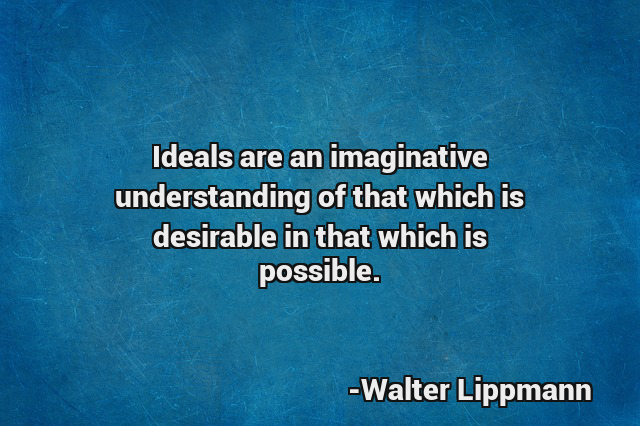 Ideals are an imaginative
understanding of that which is
desirable in that which is
possible.
-Walter Lippmann